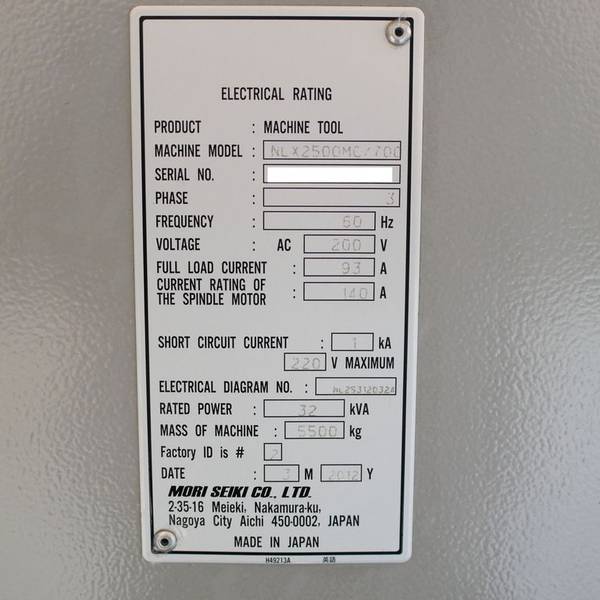 ELECTRICAL RATING
PRODUCT : MACHINE TOOL
MACHINE MODEL : NLX2500MC/700
SERIAL NO. :
PHASE : 3
FREQUENCY : 60 Hz
VOLTAGE : AC 200 V
FULL LOAD CURRENT : 93 A
CURRENT RATING OF
THE SPINDLE MOTOR : 140 A
SHORT CIRCUIT CURRENT : 1 kA
220 V MAXIMUM
ELECTRICAL DIAGRAM NO. :
RATED POWER : 32 kVA
MASS OF MACHINE : 5500 kg
Factory ID is # 2
DATE : 3 M 2012 Y
MORI SEIKI CO., LTD.
2-35-16 Meieki, Nakamura-ku,
Nagoya City Aichi 450-0002, JAPAN
MADE IN JAPAN
H49213A 英語